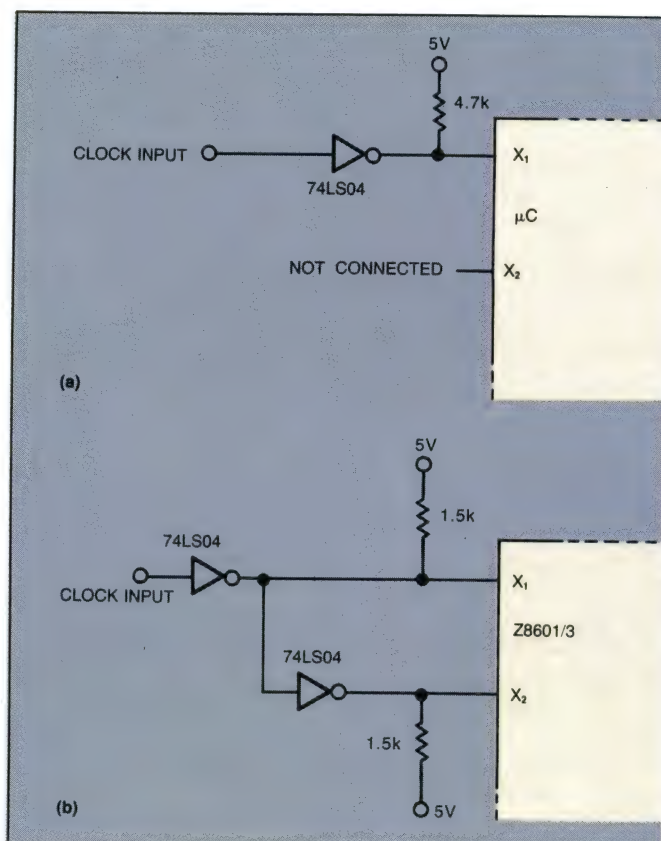 5V
4.7k
CLOCK INPUT
74LS04
X₁
µC
NOT CONNECTED
X₂
(a)
5V
1.5k
74LS04
CLOCK INPUT
X₁
Z8601/3
74LS04
X₂
1.5k
5V
(b)